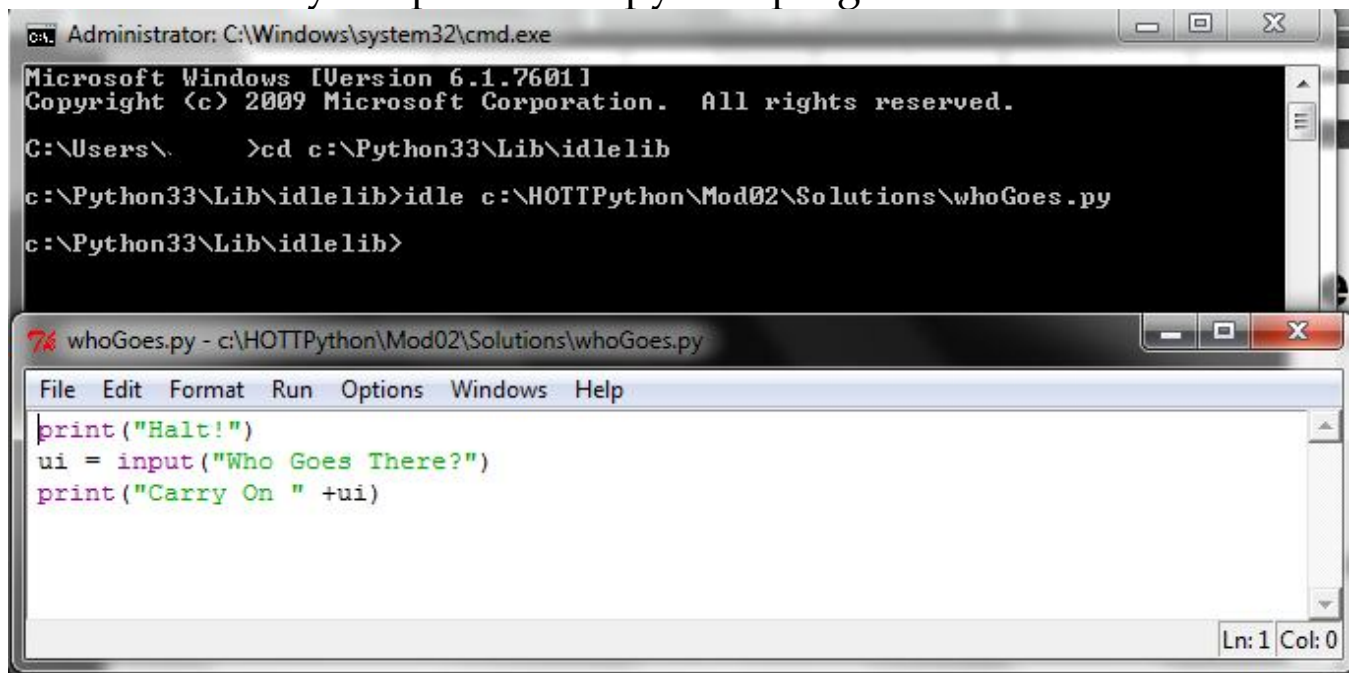 Administrator: C:\Windows\system32\cmd.exe
Microsoft Windows [Version 6.1.7601]
Copyright (c) 2009 Microsoft Corporation.  All rights reserved.
C:\Users\      >cd c:\Python33\Lib\idlelib
c:\Python33\Lib\idlelib>idle c:\HOTTPython\Mod02\Solutions\whoGoes.py
c:\Python33\Lib\idlelib>
whoGoes.py - c:\HOTTPython\Mod02\Solutions\whoGoes.py
File Edit Format Run Options Windows Help
print("Halt!")
ui = input("Who Goes There?")
print("Carry On " +ui)
Ln: 1 Col: 0